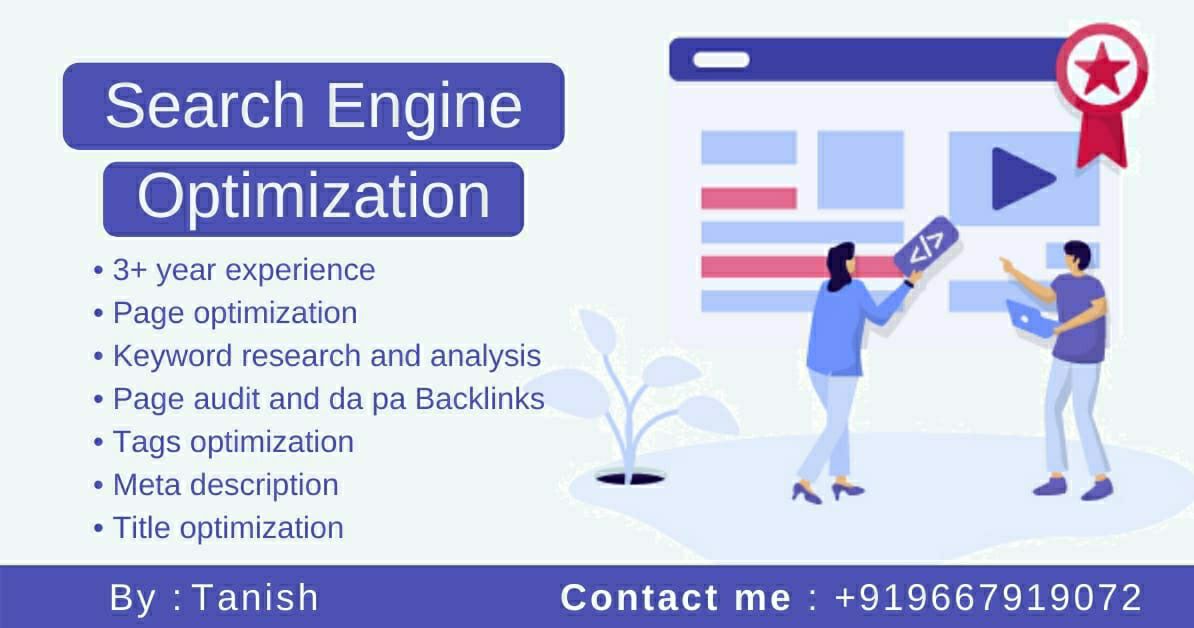 Search Engine
Optimization
• 3+ year experience
• Page optimization
• Keyword research and analysis
• Page audit and da pa Backlinks
• Tags optimization
• Meta description
• Title optimization
</>
By : Tanish
Contact me : +919667919072